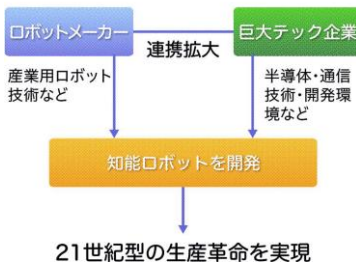 ロボットメーカー
巨大テック企業
連携拡大
産業用ロボット
技術など
半導体・通信
技術・開発環
境など
知能ロボットを開発
21世紀型の生産革命を実現